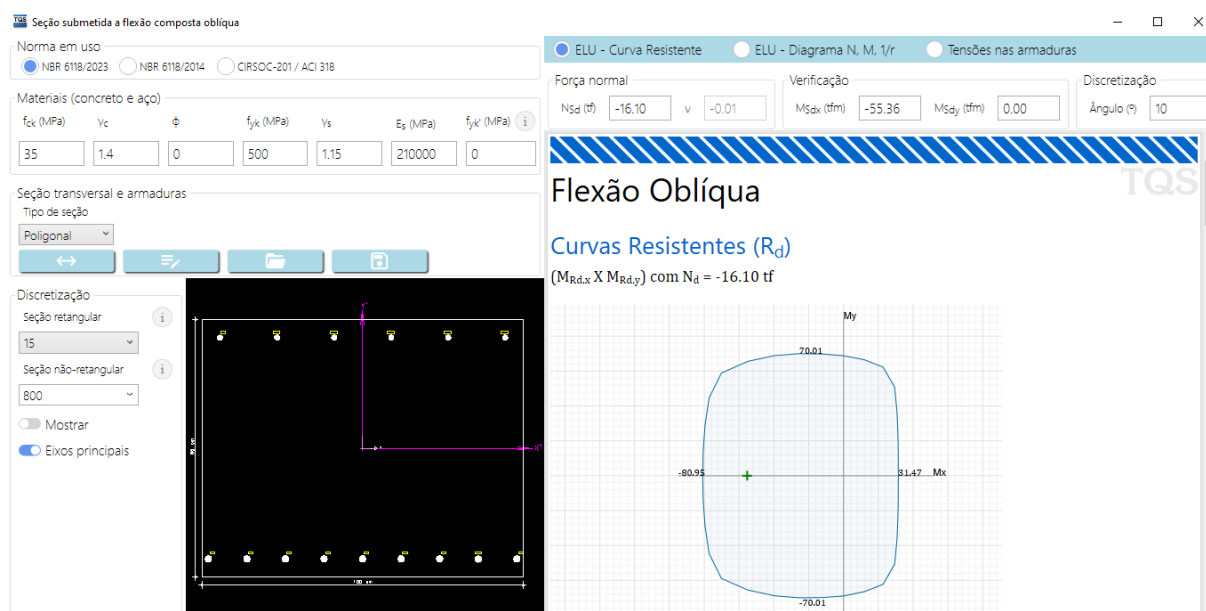 TQS Seção submetida a flexão composta oblíqua
Norma em uso
NBR 6118/2023 NBR 6118/2014 CIRSOC-201 / ACI 318
Materiais (concreto e aço)
fck (MPa) γc ϕ fyk (MPa) γs Es (MPa) fyk' (MPa) i
35 1.4 0 500 1.15 210000 0
Seção transversal e armaduras
Tipo de seção
Poligonal
Discretização
Seção retangular i
15
Seção não-retangular i
800
Mostrar
Eixos principais
ELU - Curva Resistente ELU - Diagrama N, M, 1/r Tensões nas armaduras
Força normal Verificação Discretização
NSd (tf) -16.10 ν -0.01 MSdx (tfm) -55.36 MSdy (tfm) 0.00 Ângulo (º) 10
TQS
Flexão Oblíqua
Curvas Resistentes (Rd)
(MRd,x X MRd,y) com Nd = -16.10 tf
My
70.01
-80.95 31.47 Mx
-70.01